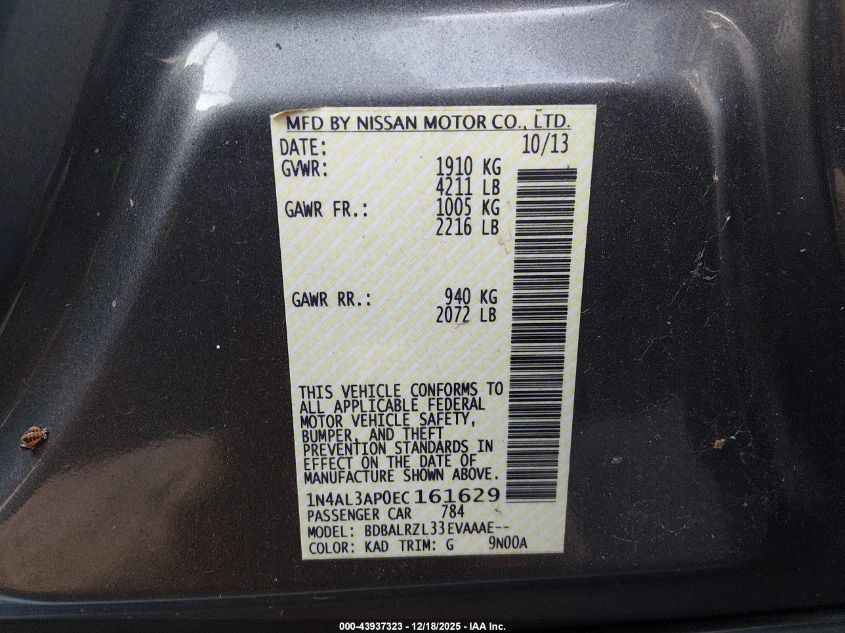 MFD BY NISSAN MOTOR CO., LTD.
DATE: 10/13
GVWR: 1910 KG
4211 LB
GAWR FR.: 1005 KG
2216 LB
GAWR RR.: 940 KG
2072 LB
THIS VEHICLE CONFORMS TO
ALL APPLICABLE FEDERAL
MOTOR VEHICLE SAFETY,
BUMPER, AND THEFT
PREVENTION STANDARDS IN
EFFECT ON THE DATE OF
MANUFACTURE SHOWN ABOVE.
1N4AL3AP0EC161629
PASSENGER CAR 784
MODEL: BDBALRZL33EVAAAE--
COLOR: KAD TRIM: G 9N00A
000-43937323 - 12/18/2025 - IAA Inc.